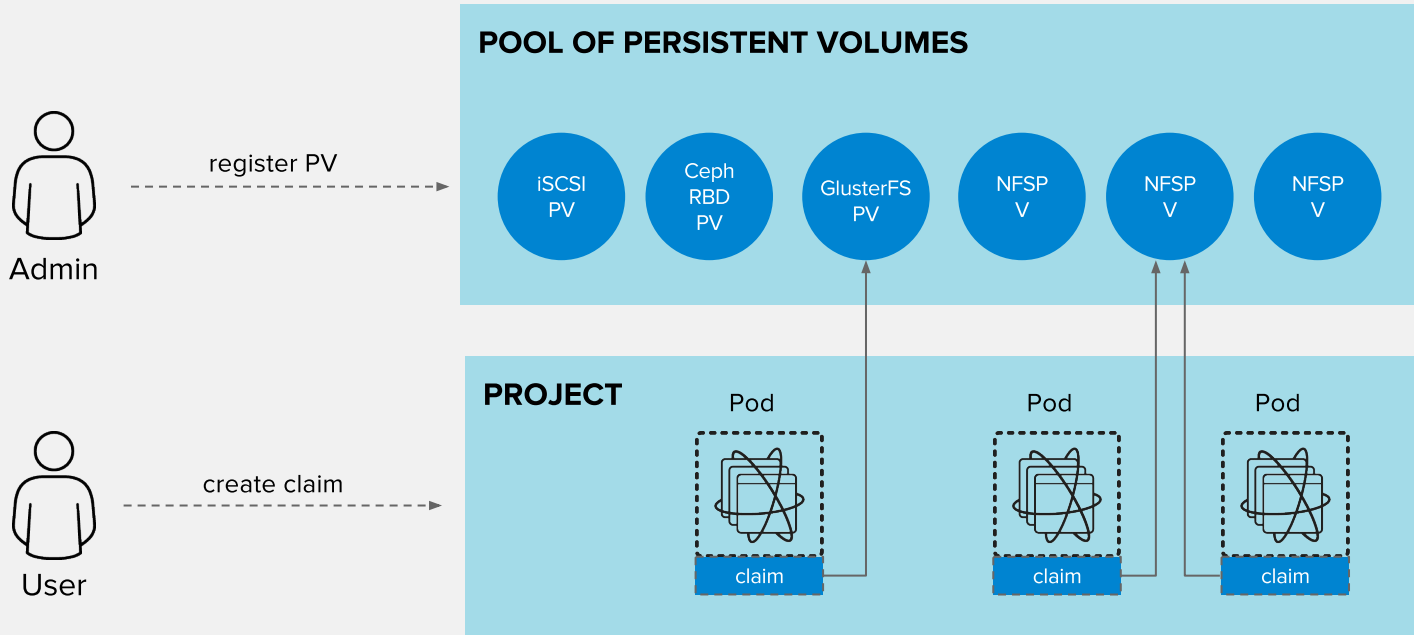 POOL OF PERSISTENT VOLUMES
register PV
Admin
iSCSI
PV
Ceph
RBD
PV
GlusterFS
PV
NFSP
V
NFSP
V
NFSP
V
PROJECT
create claim
User
Pod
claim
Pod
claim
Pod
claim